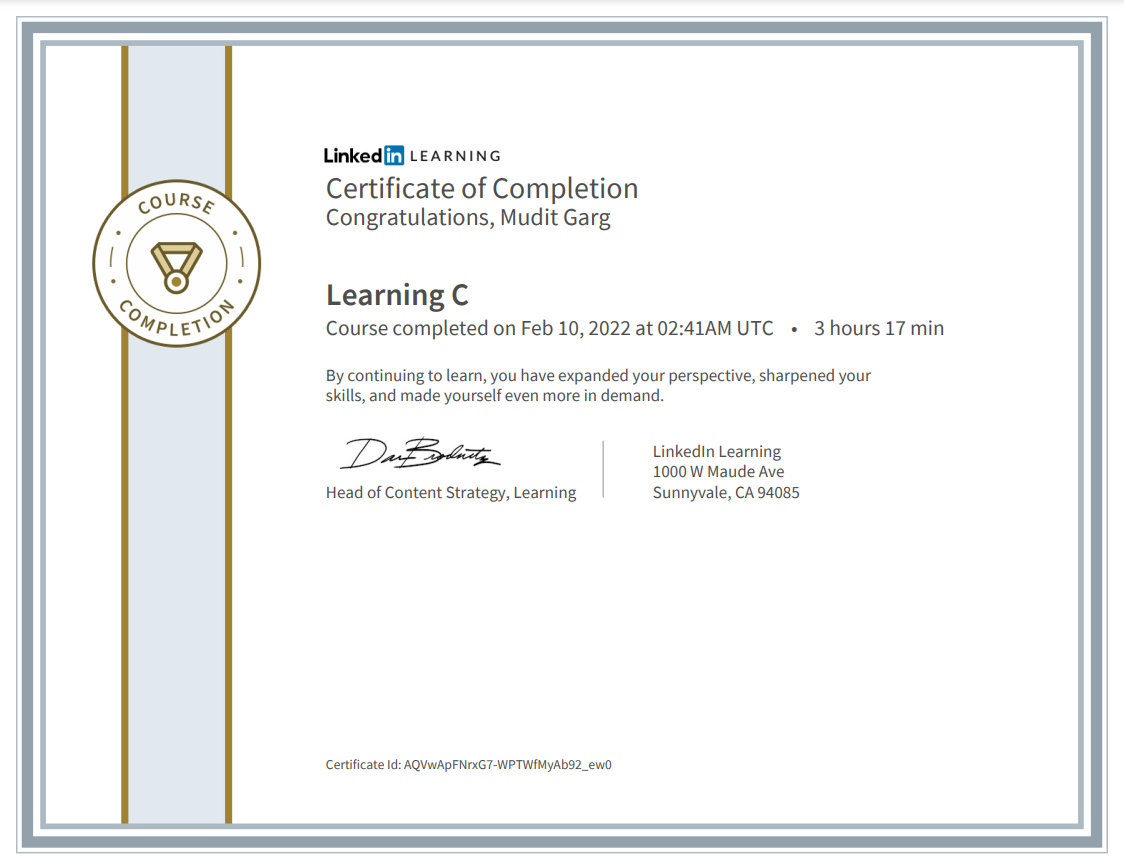 COURSE
COMPLETION
Linked in LEARNING
Certificate of Completion
Congratulations, Mudit Garg
Learning C
Course completed on Feb 10, 2022 at 02:41AM UTC • 3 hours 17 min
By continuing to learn, you have expanded your perspective, sharpened your
skills, and made yourself even more in demand.
Head of Content Strategy, Learning
LinkedIn Learning
1000 W Maude Ave
Sunnyvale, CA 94085
Certificate Id: AQVwApFNrxG7-WPTWfMyAb92_ew0